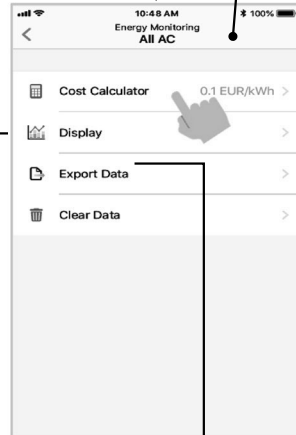 10:48 AM
100%
Energy Monitoring
All AC
Cost Calculator 0.1 EUR/kWh
Display
Export Data
Clear Data